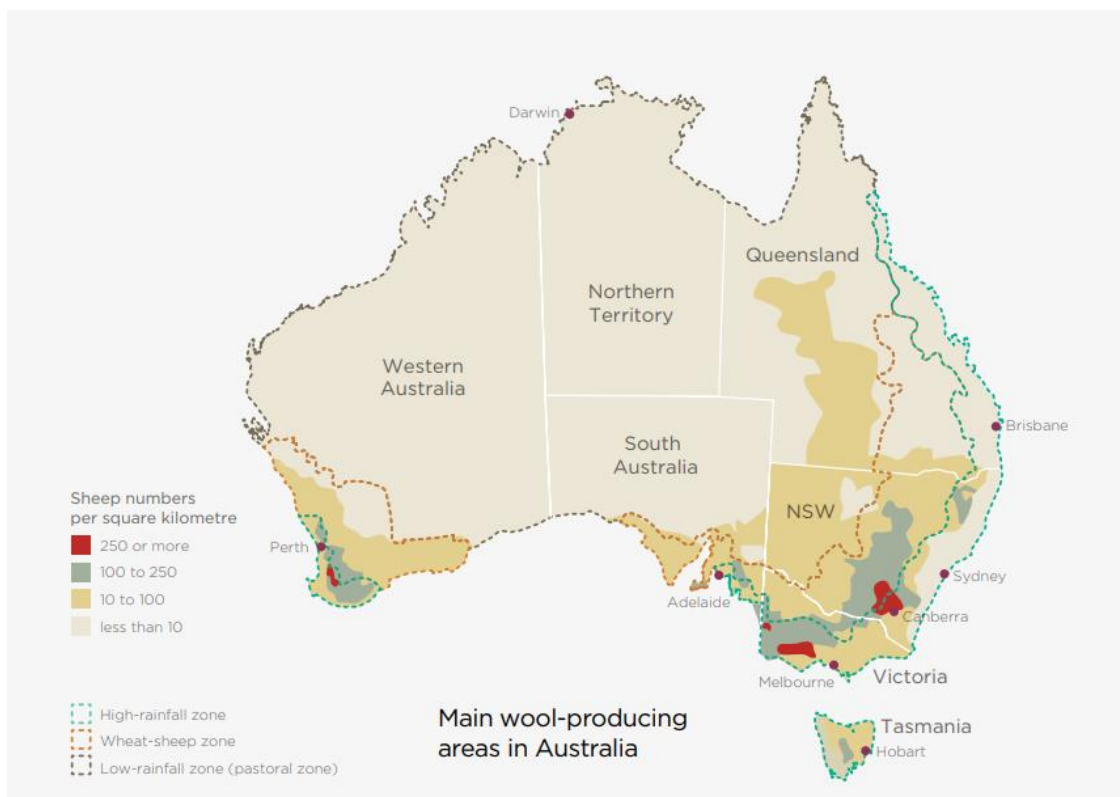 Darwin
Queensland
Northern
Territory
Western
Australia
South
Australia
Brisbane
NSW
Sheep numbers
per square kilometre
250 or more
100 to 250
10 to 100
less than 10
Perth
Adelaide
Sydney
Canberra
Melbourne
Victoria
High-rainfall zone
Wheat-sheep zone
Low-rainfall zone (pastoral zone)
Main wool-producing
areas in Australia
Tasmania
Hobart